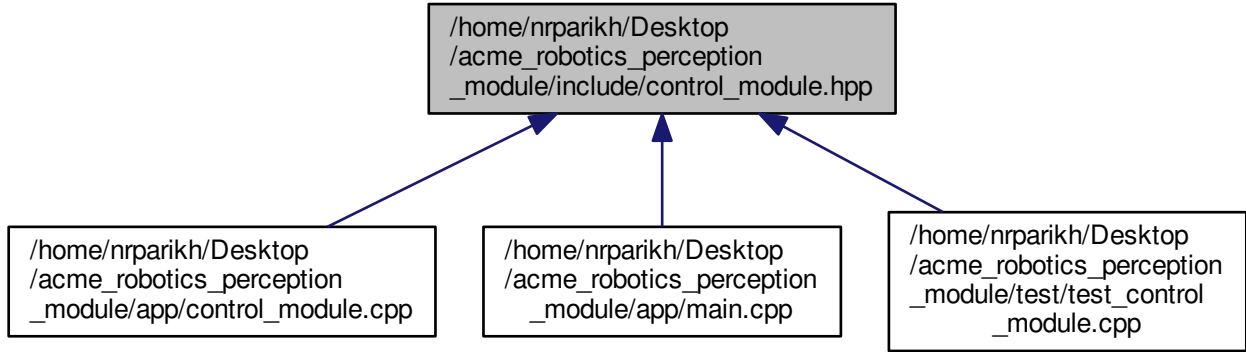 /home/nrparikh/Desktop
/acme_robotics_perception
_module/include/control_module.hpp
/home/nrparikh/Desktop
/acme_robotics_perception
_module/app/control_module.cpp
/home/nrparikh/Desktop
/acme_robotics_perception
_module/app/main.cpp
/home/nrparikh/Desktop
/acme_robotics_perception
_module/test/test_control
_module.cpp